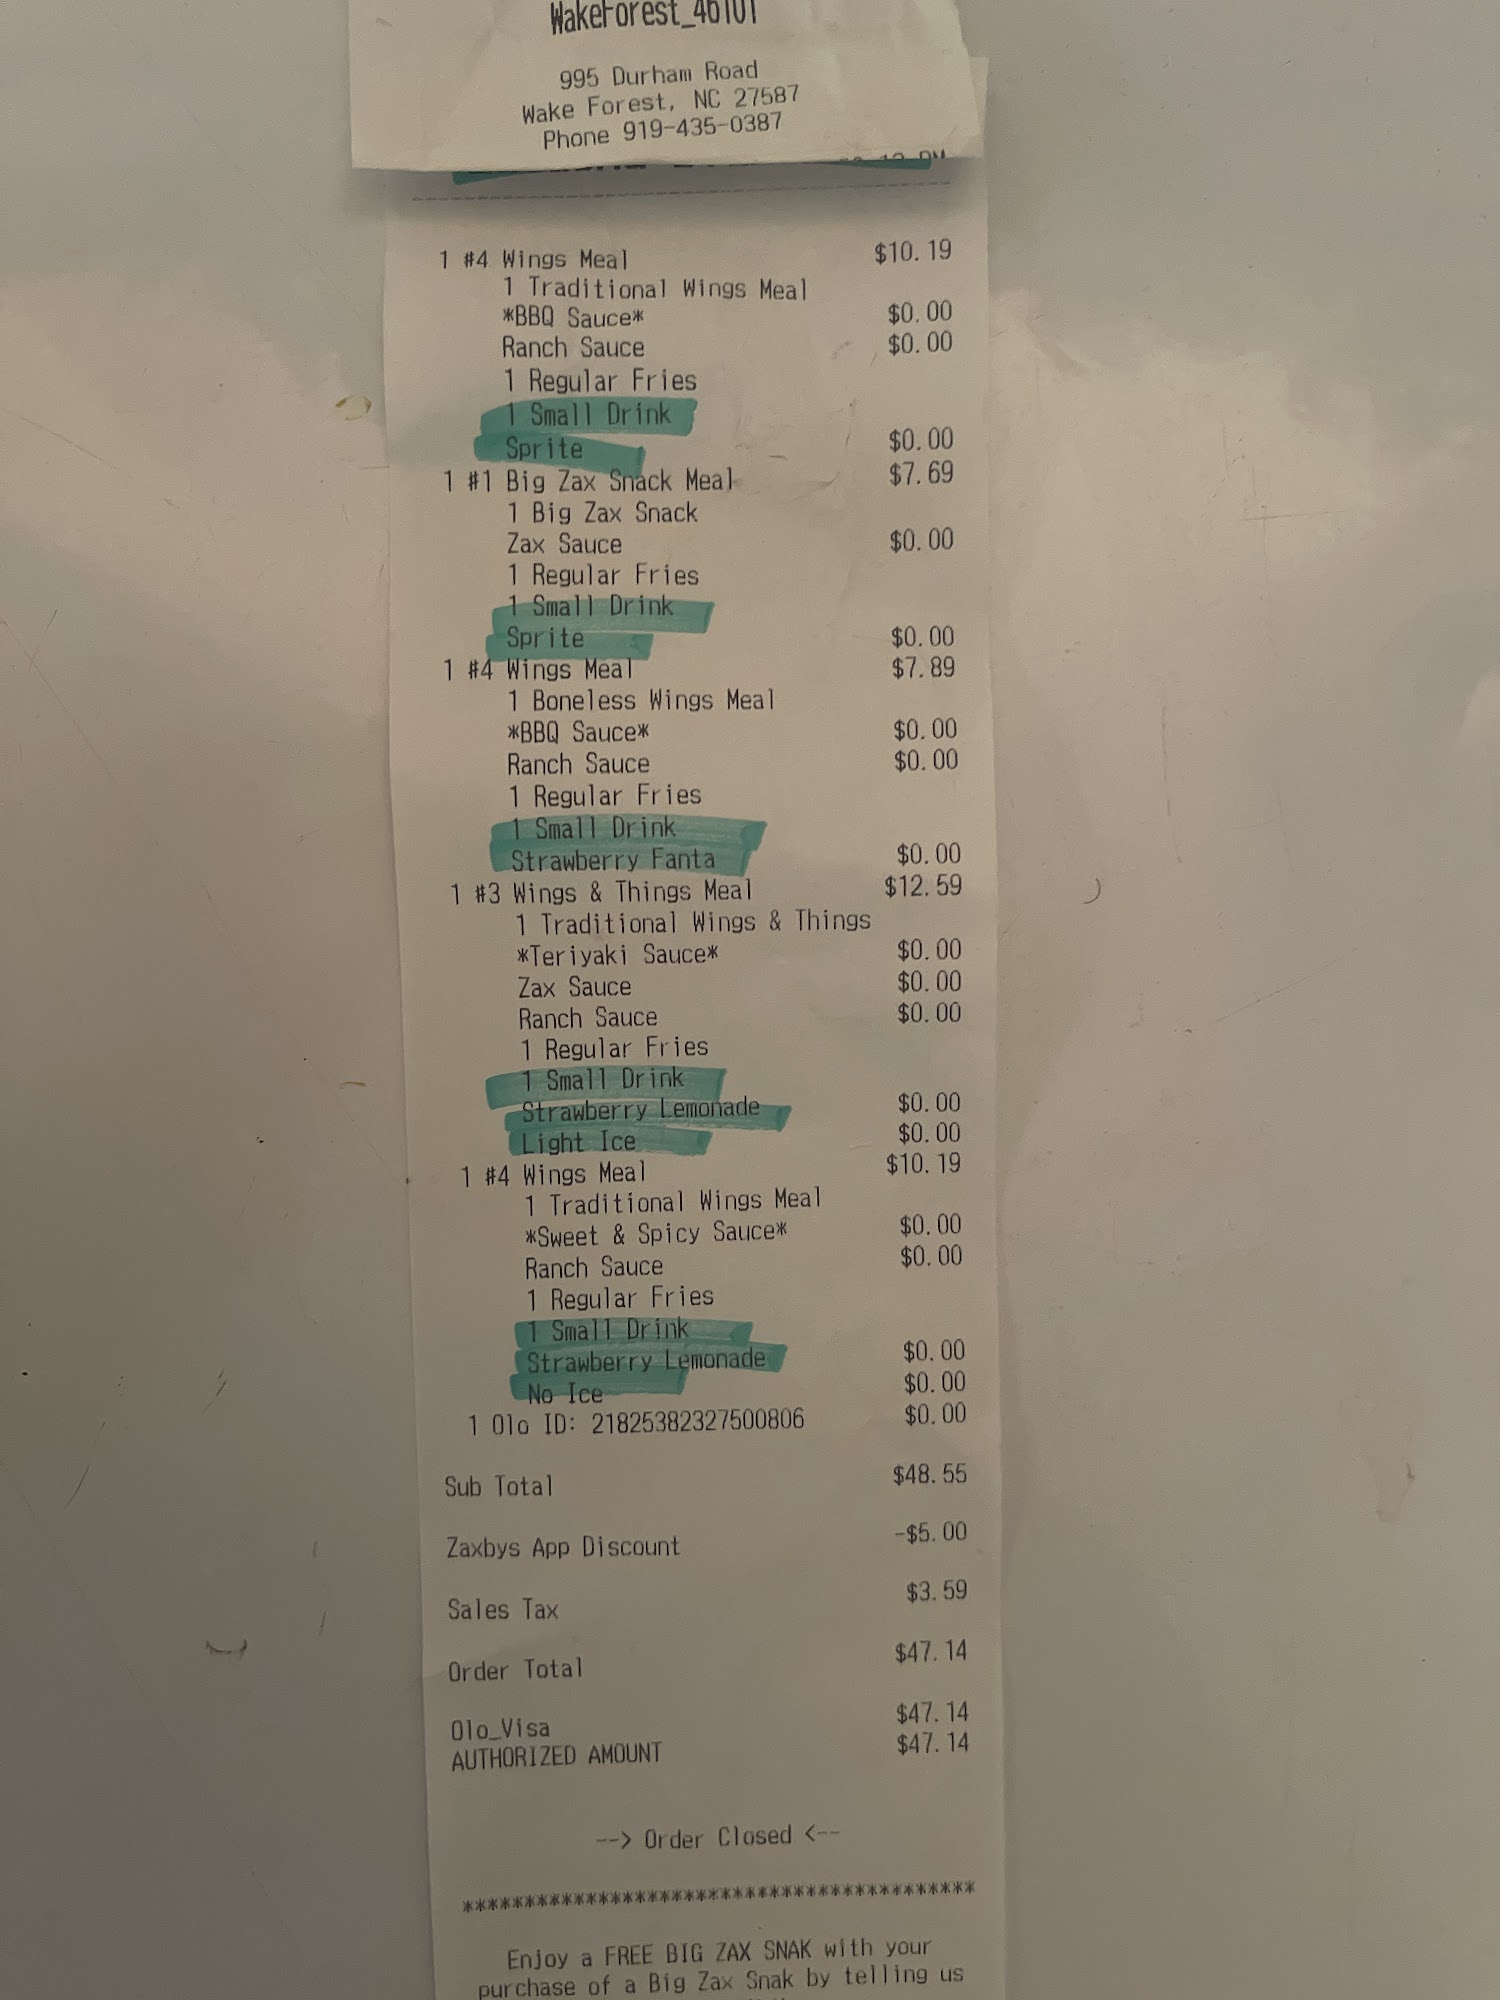 WakeForest_46101
995 Durham Road
Wake Forest, NC 27587
Phone 919-435-0387
PM
1 #4 Wings Meal $10.19
1 Traditional Wings Meal
*BBQ Sauce* $0.00
Ranch Sauce $0.00
1 Regular Fries
1 Small Drink
Sprite $0.00
1 #1 Big Zax Snack Meal $7.69
1 Big Zax Snack
Zax Sauce $0.00
1 Regular Fries
1 Small Drink
Sprite $0.00
1 #4 Wings Meal $7.89
1 Boneless Wings Meal
*BBQ Sauce* $0.00
Ranch Sauce $0.00
1 Regular Fries
1 Small Drink
Strawberry Fanta $0.00
1 #3 Wings & Things Meal $12.59
1 Traditional Wings & Things
*Teriyaki Sauce* $0.00
Zax Sauce $0.00
Ranch Sauce $0.00
1 Regular Fries
1 Small Drink
Strawberry Lemonade $0.00
Light Ice $0.00
1 #4 Wings Meal $10.19
1 Traditional Wings Meal
*Sweet & Spicy Sauce* $0.00
Ranch Sauce $0.00
1 Regular Fries
1 Small Drink
Strawberry Lemonade $0.00
No Ice $0.00
1 Olo ID: 21825382327500806 $0.00
Sub Total $48.55
Zaxbys App Discount -$5.00
Sales Tax $3.59
Order Total $47.14
Olo_Visa $47.14
AUTHORIZED AMOUNT $47.14
--> Order Closed <--
******************************************
Enjoy a FREE BIG ZAX SNAK with your
purchase of a Big Zax Snak by telling us